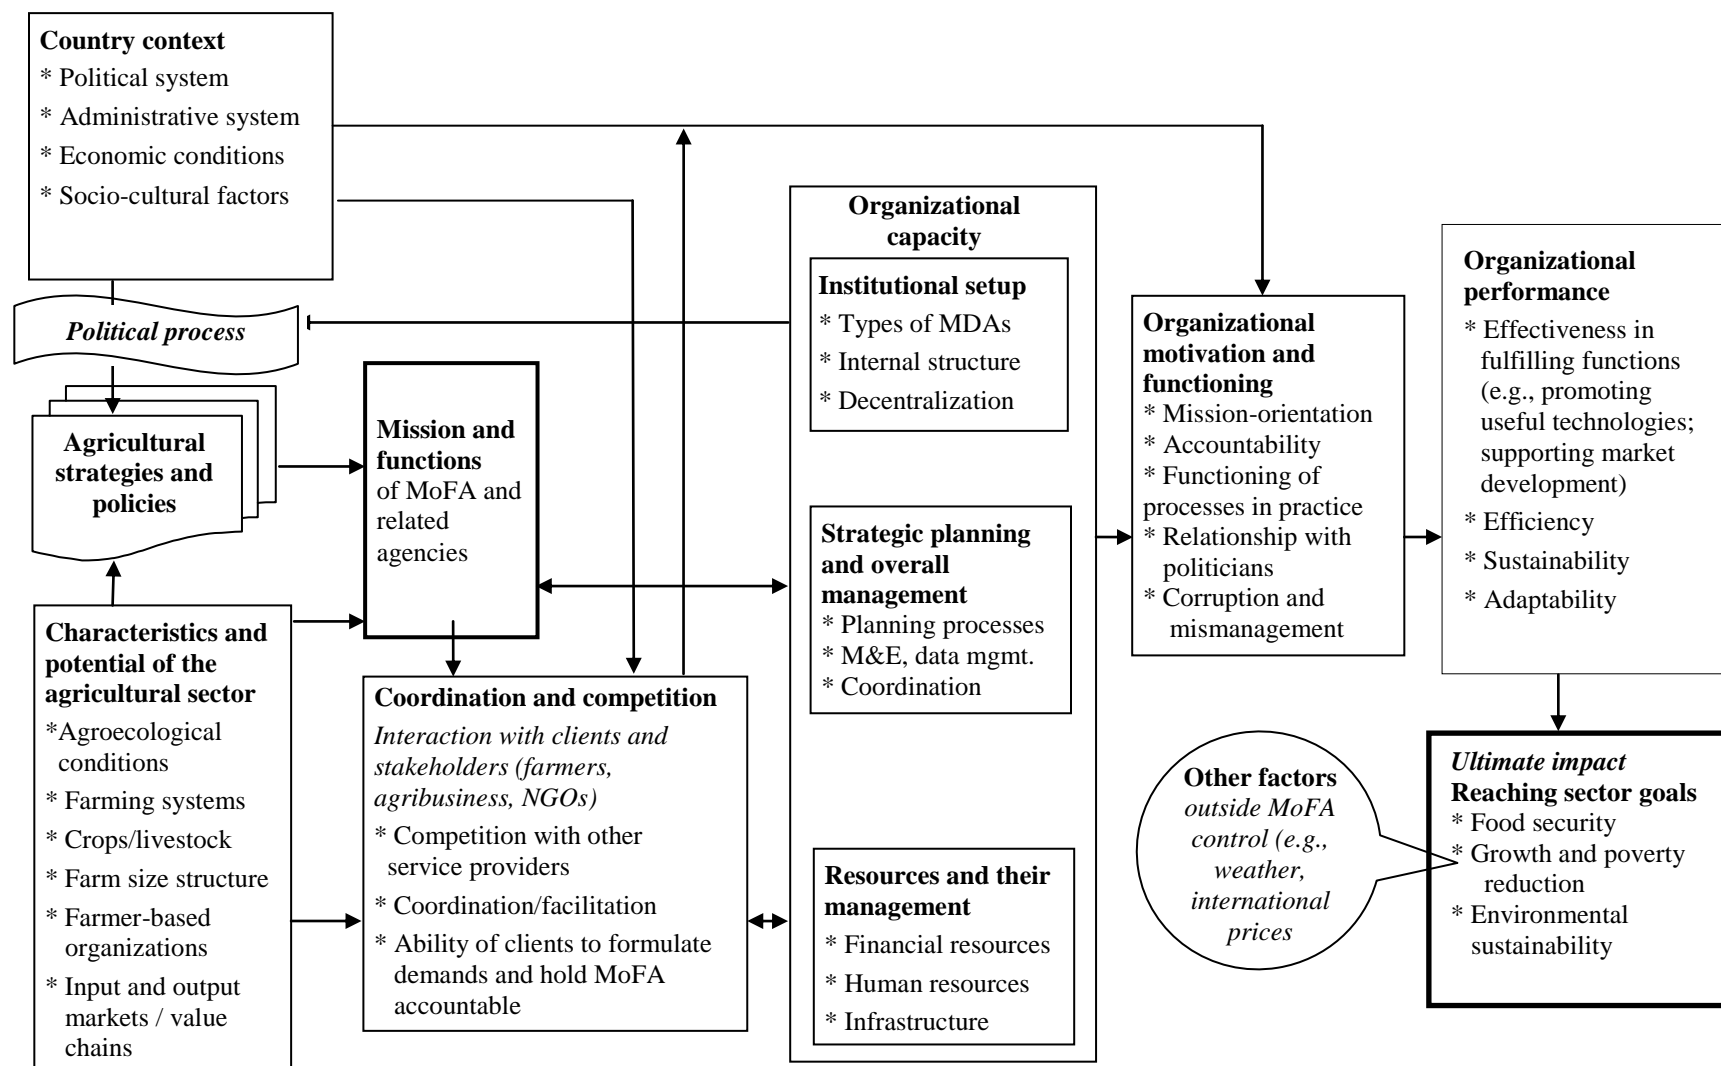 Country context
* Political system
* Administrative system
* Economic conditions
* Socio-cultural factors
Political process
Agricultural
strategies and
policies
Characteristics and
potential of the
agricultural sector
*Agroecological
conditions
* Farming systems
* Crops/livestock
* Farm size structure
* Farmer-based
organizations
* Input and output
markets / value
chains
Mission and
functions
of MoFA and
related
agencies
Coordination and competition
Interaction with clients and
stakeholders (farmers,
agribusiness, NGOs)
* Competition with other
service providers
* Coordination/facilitation
* Ability of clients to formulate
demands and hold MoFA
accountable
Organizational
capacity
Institutional setup
* Types of MDAs
* Internal structure
* Decentralization
Strategic planning
and overall
management
* Planning processes
* M&E, data mgmt.
* Coordination
Resources and their
management
* Financial resources
* Human resources
* Infrastructure
Organizational
motivation and
functioning
* Mission-orientation
* Accountability
* Functioning of
processes in practice
* Relationship with
politicians
* Corruption and
mismanagement
Organizational
performance
* Effectiveness in
fulfilling functions
(e.g., promoting
useful technologies;
supporting market
development)
* Efficiency
* Sustainability
* Adaptability
Other factors
outside MoFA
control (e.g.,
weather,
international
prices
Ultimate impact
Reaching sector goals
* Food security
* Growth and poverty
reduction
* Environmental
sustainability